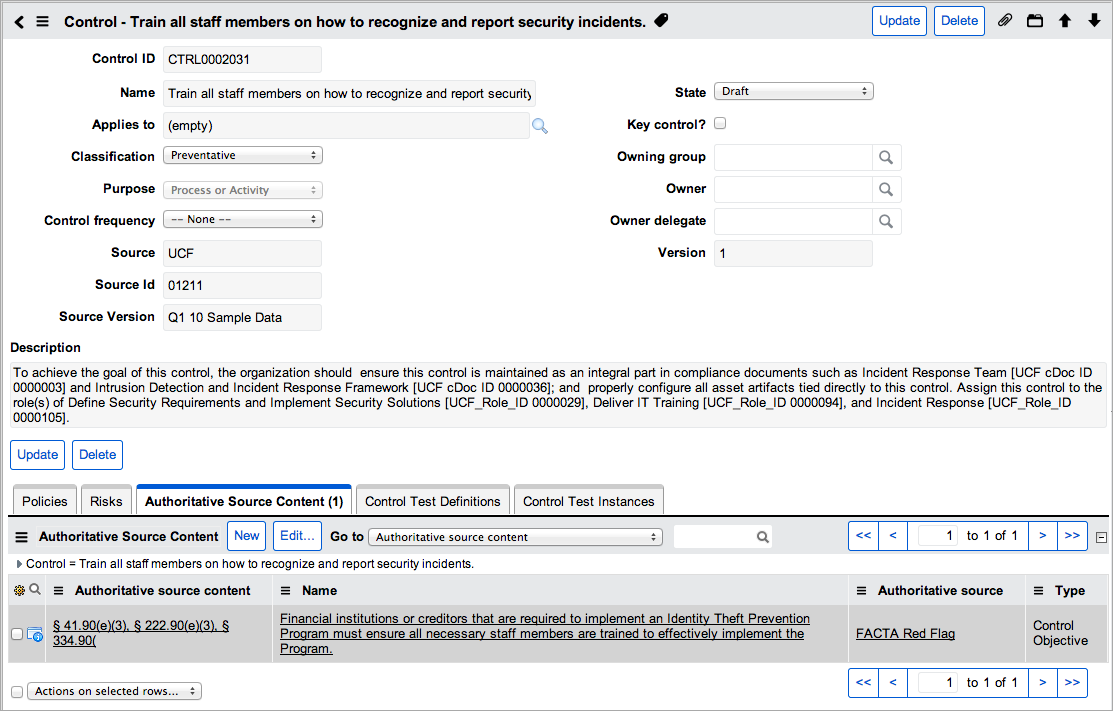 Control - Train all staff members on how to recognize and report security incidents.
Update Delete
Control ID CTRL0002031
Name Train all staff members on how to recognize and report security
State Draft
Applies to (empty)
Key control?
Classification Preventative
Owning group
Purpose Process or Activity
Owner
Control frequency -- None --
Owner delegate
Source UCF
Version 1
Source Id 01211
Source Version Q1 10 Sample Data
Description
To achieve the goal of this control, the organization should  ensure this control is maintained as an integral part in compliance documents such as Incident Response Team [UCF cDoc ID
0000003] and Intrusion Detection and Incident Response Framework [UCF cDoc ID 0000036]; and  properly configure all asset artifacts tied directly to this control. Assign this control to the
role(s) of Define Security Requirements and Implement Security Solutions [UCF_Role_ID 0000029], Deliver IT Training [UCF_Role_ID 0000094], and Incident Response [UCF_Role_ID
0000105].
Update Delete
Policies Risks Authoritative Source Content (1) Control Test Definitions Control Test Instances
Authoritative Source Content New Edit... Go to Authoritative source content << < 1 to 1 of 1 > >>
Control = Train all staff members on how to recognize and report security incidents.
Authoritative source content Name Authoritative source Type
§ 41.90(e)(3), § 222.90(e)(3), §
334.90(
Financial institutions or creditors that are required to implement an Identity Theft Prevention
Program must ensure all necessary staff members are trained to effectively implement the
Program.
FACTA Red Flag
Control
Objective
Actions on selected rows... << < 1 to 1 of 1 > >>